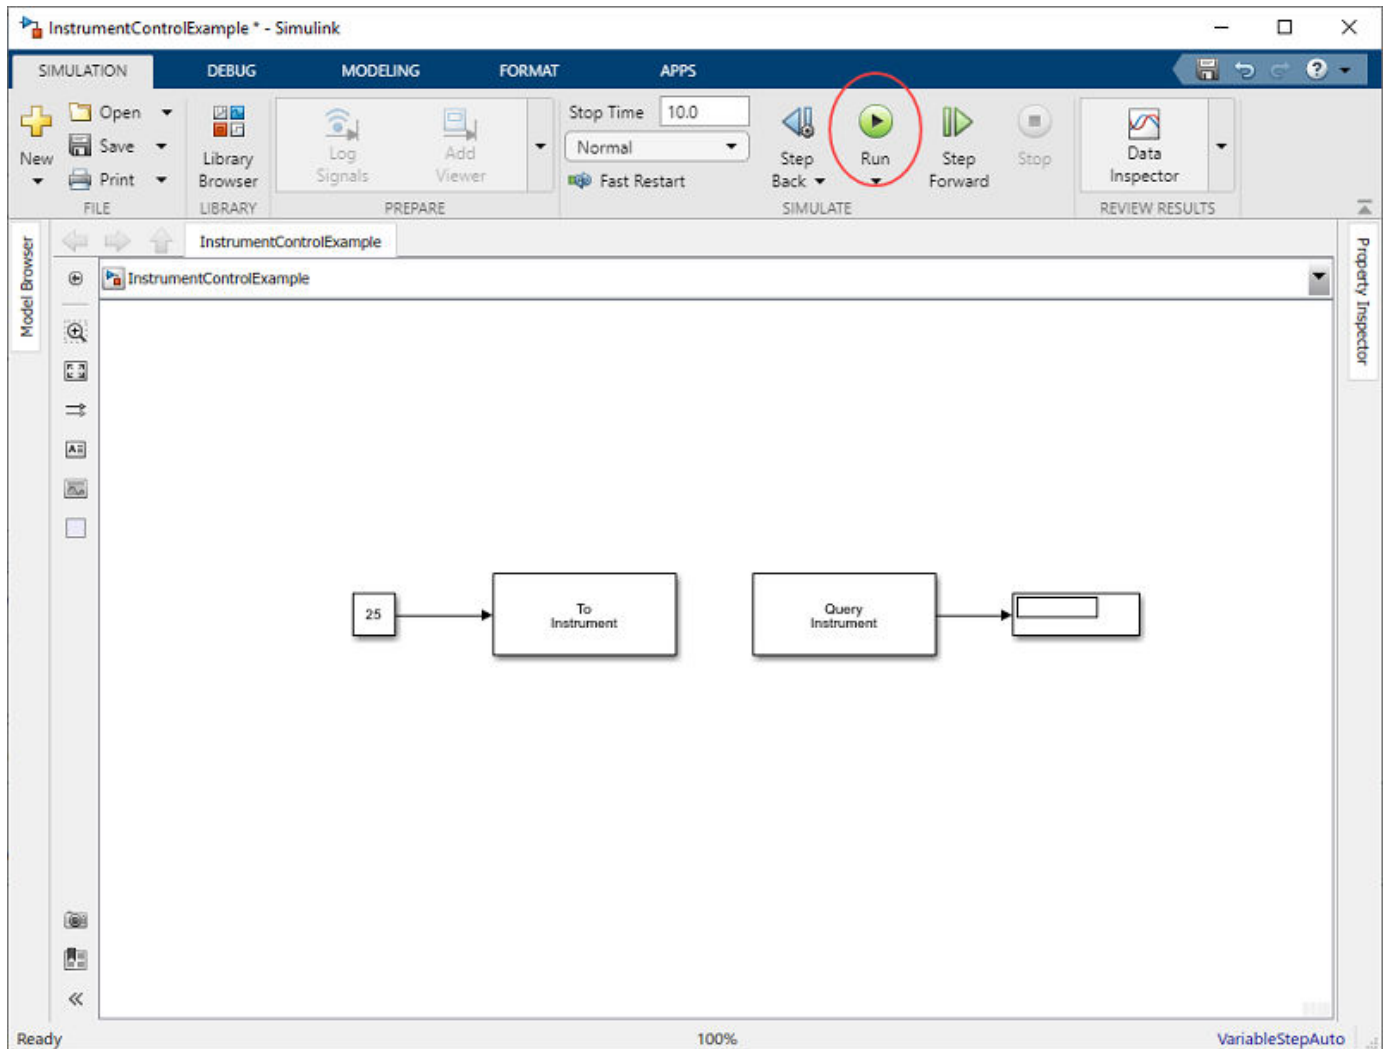 InstrumentControlExample * - Simulink
SIMULATION DEBUG MODELING FORMAT APPS
New
Open
Save
Print
FILE
Library
Browser
LIBRARY
Log
Signals
Add
Viewer
PREPARE
Stop Time 10.0
Normal
Fast Restart
Step
Back
Run
Step
Forward
Stop
SIMULATE
Data
Inspector
REVIEW RESULTS
Model Browser
InstrumentControlExample
InstrumentControlExample
Property Inspector
25
To
Instrument
Query
Instrument
Ready 100% VariableStepAuto